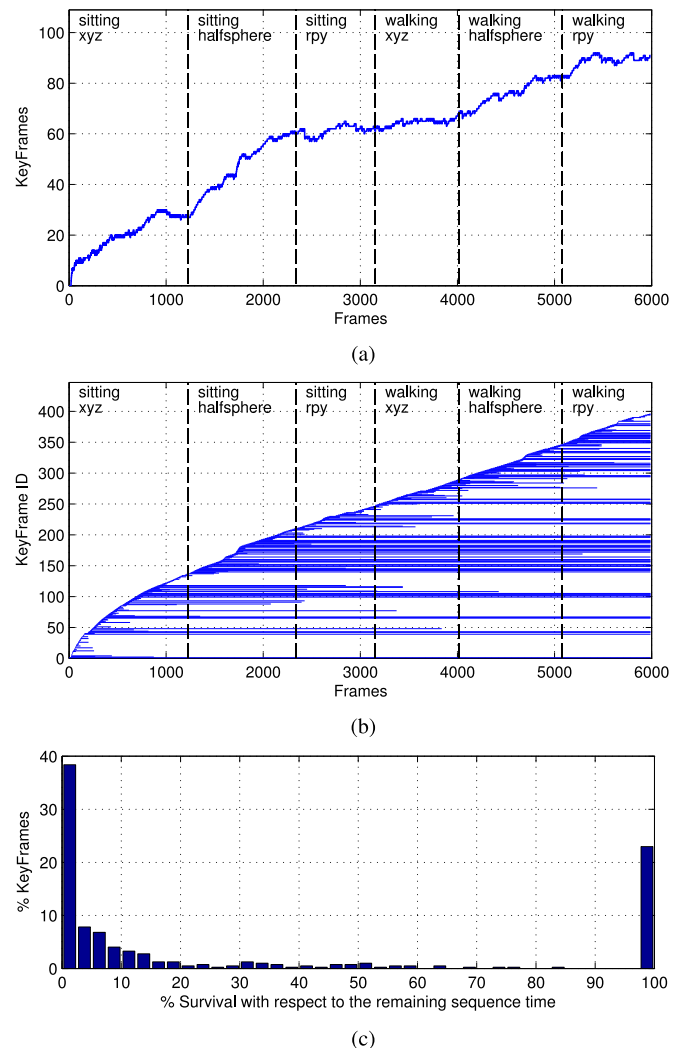 sitting xyz
sitting halfsphere
sitting rpy
walking xyz
walking halfsphere
walking rpy
100
80
60
40
20
0
KeyFrames
0 1000 2000 3000 4000 5000 6000
Frames
(a)
sitting xyz
sitting halfsphere
sitting rpy
walking xyz
walking halfsphere
walking rpy
400
350
300
250
200
150
100
50
0
KeyFrame ID
0 1000 2000 3000 4000 5000 6000
Frames
(b)
40
30
20
10
0
% KeyFrames
0 10 20 30 40 50 60 70 80 90 100
% Survival with respect to the remaining sequence time
(c)